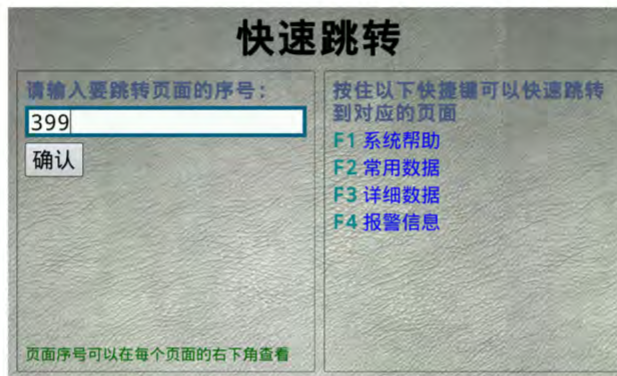 快速跳转
请输入要跳转页面的序号：
399
确认
页面序号可以在每个页面的右下角查看
按住以下快捷键可以快速跳转
到对应的页面
F1 系统帮助
F2 常用数据
F3 详细数据
F4 报警信息